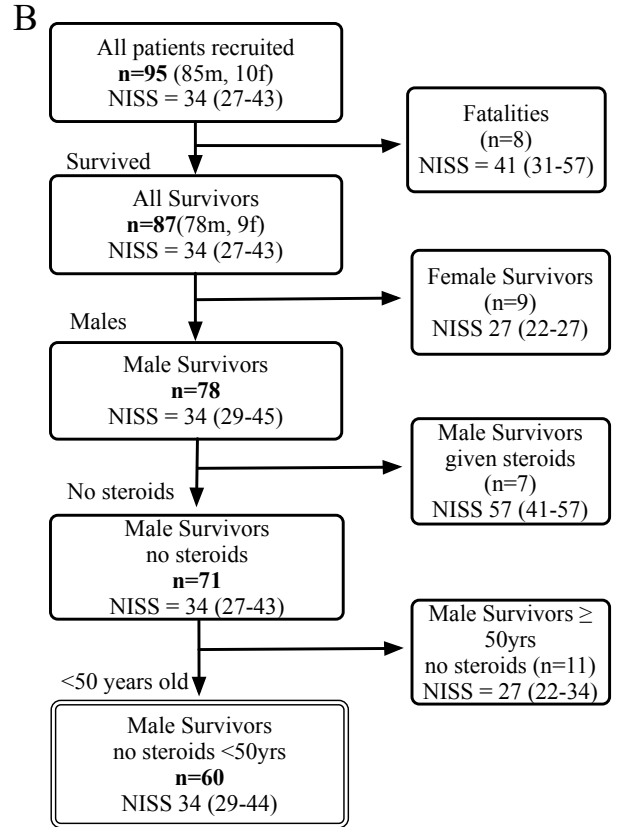 B
All patients recruited
n=95 (85m, 10f)
NISS = 34 (27-43)
Fatalities
(n=8)
NISS = 41 (31-57)
Survived
All Survivors
n=87(78m, 9f)
NISS = 34 (27-43)
Female Survivors
(n=9)
NISS 27 (22-27)
Males
Male Survivors
n=78
NISS = 34 (29-45)
Male Survivors
given steroids
(n=7)
NISS 57 (41-57)
No steroids
Male Survivors
no steroids
n=71
NISS = 34 (27-43)
Male Survivors ≥
50yrs
no steroids (n=11)
NISS = 27 (22-34)
<50 years old
Male Survivors
no steroids <50yrs
n=60
NISS 34 (29-44)